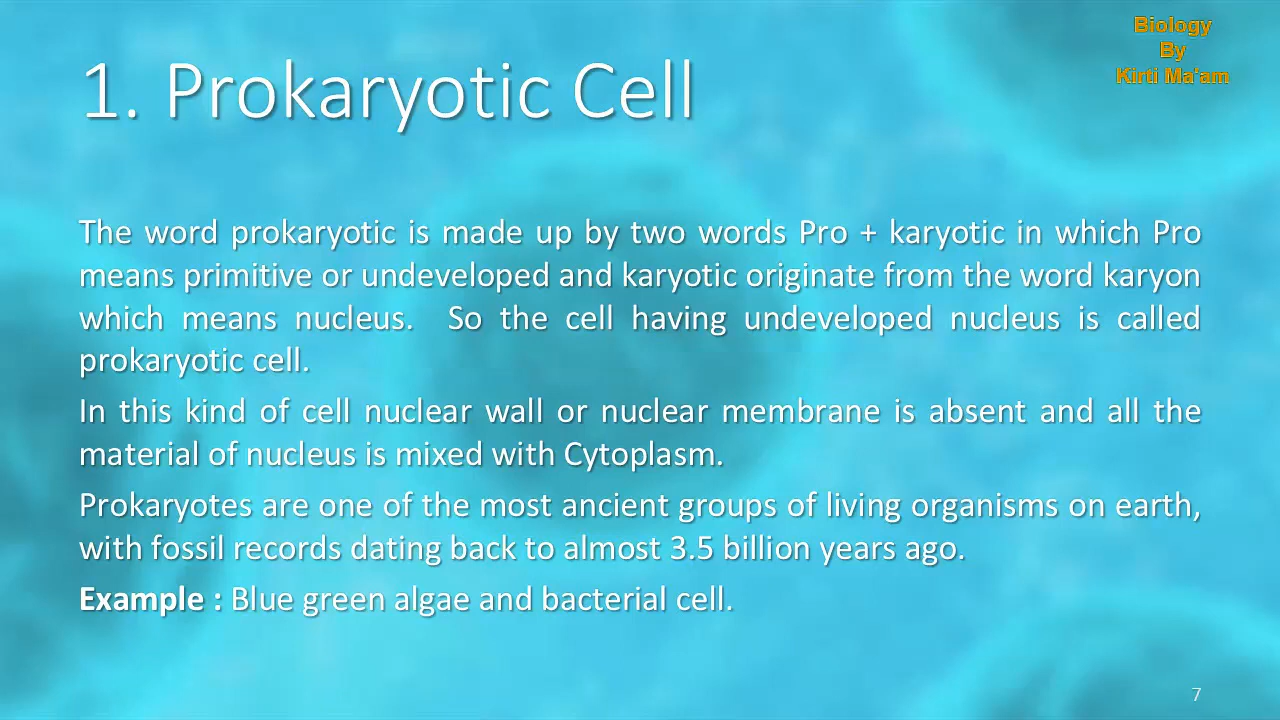 Biology
By
Kirti Ma'am
1. Prokaryotic Cell
The word prokaryotic is made up by two words Pro + karyotic in which Pro
means primitive or undeveloped and karyotic originate from the word karyon
which means nucleus.  So the cell having undeveloped nucleus is called
prokaryotic cell.
In this kind of cell nuclear wall or nuclear membrane is absent and all the
material of nucleus is mixed with Cytoplasm.
Prokaryotes are one of the most ancient groups of living organisms on earth,
with fossil records dating back to almost 3.5 billion years ago.
Example : Blue green algae and bacterial cell.
7